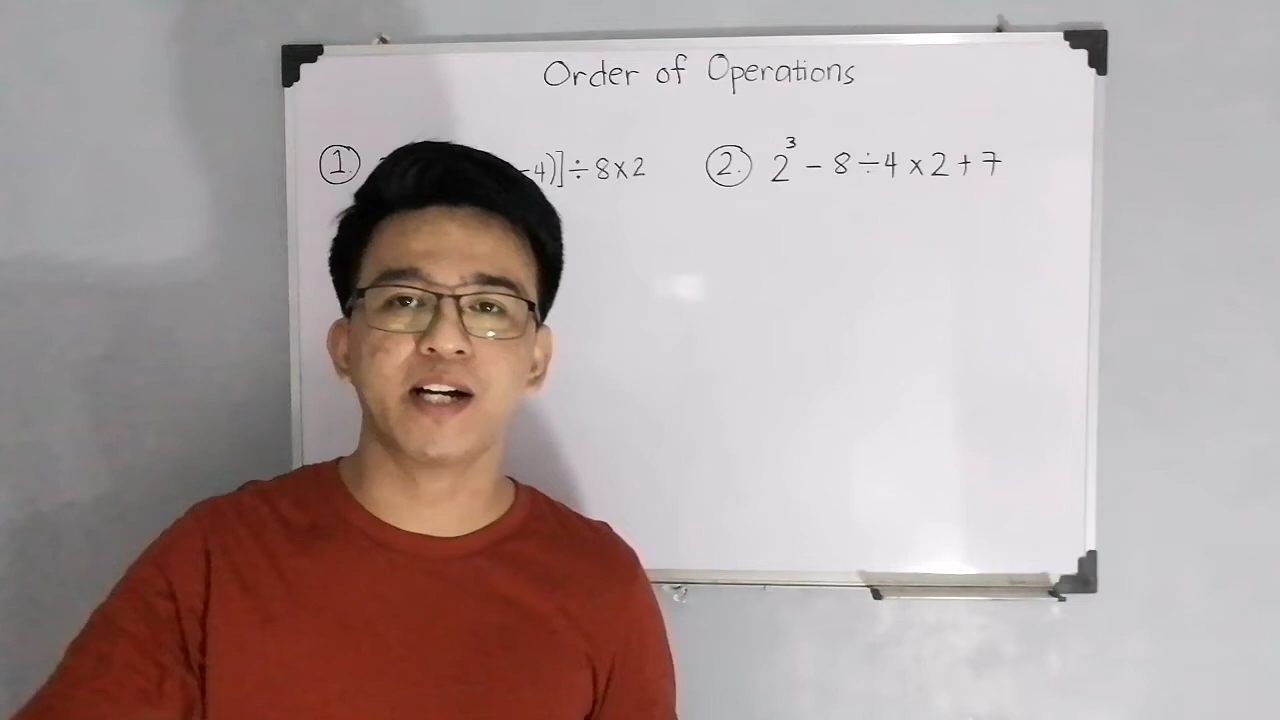 Order of Operations
1. -4)]÷8×2
2. 2³-8÷4×2+7